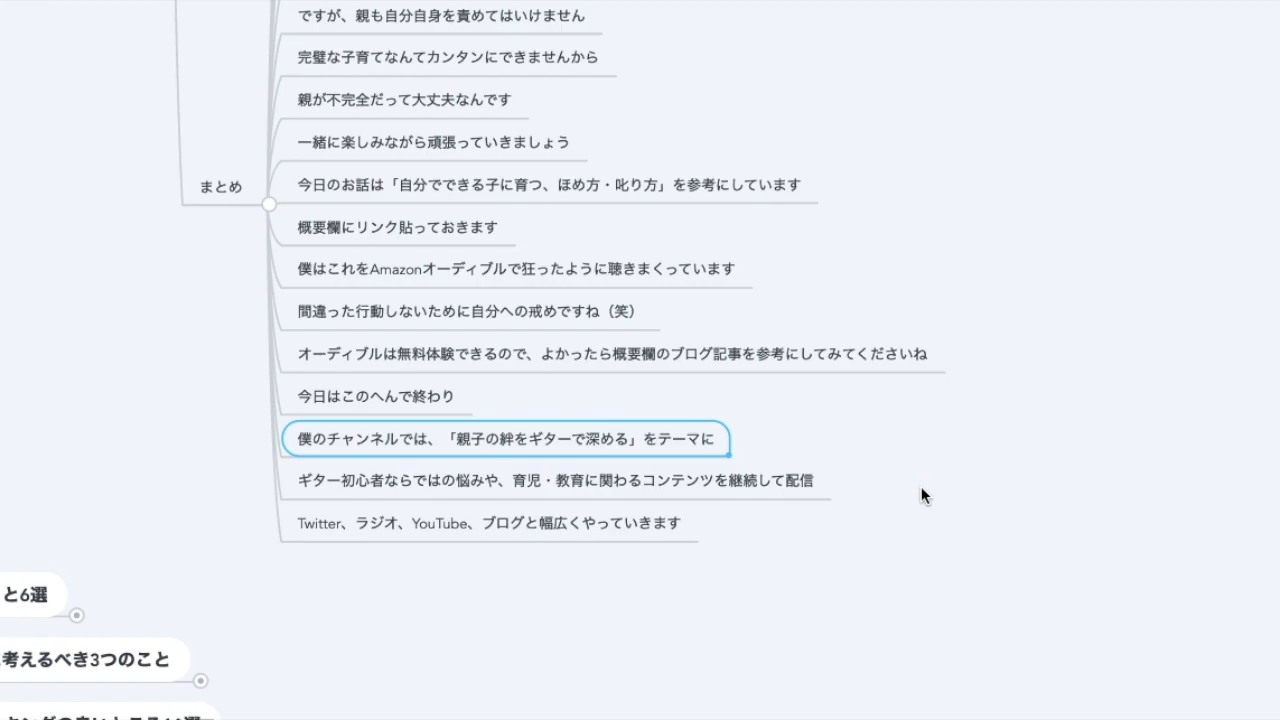 ですが、親も自分自身を責めてはいけません
完璧な子育てなんてカンタンにできませんから
親が不完全だって大丈夫なんです
一緒に楽しみながら頑張っていきましょう
まとめ
今日のお話は「自分でできる子に育つ、ほめ方・叱り方」を参考にしています
概要欄にリンク貼っておきます
僕はこれをAmazonオーディブルで狂ったように聴きまくっています
間違った行動しないために自分への戒めですね（笑）
オーディブルは無料体験できるので、よかったら概要欄のブログ記事を参考にしてみてくださいね
今日はこのへんで終わり
僕のチャンネルでは、「親子の絆をギターで深める」をテーマに
ギター初心者ならではの悩みや、育児・教育に関わるコンテンツを継続して配信
Twitter、ラジオ、YouTube、ブログと幅広くやっていきます
と6選
考えるべき3つのこと